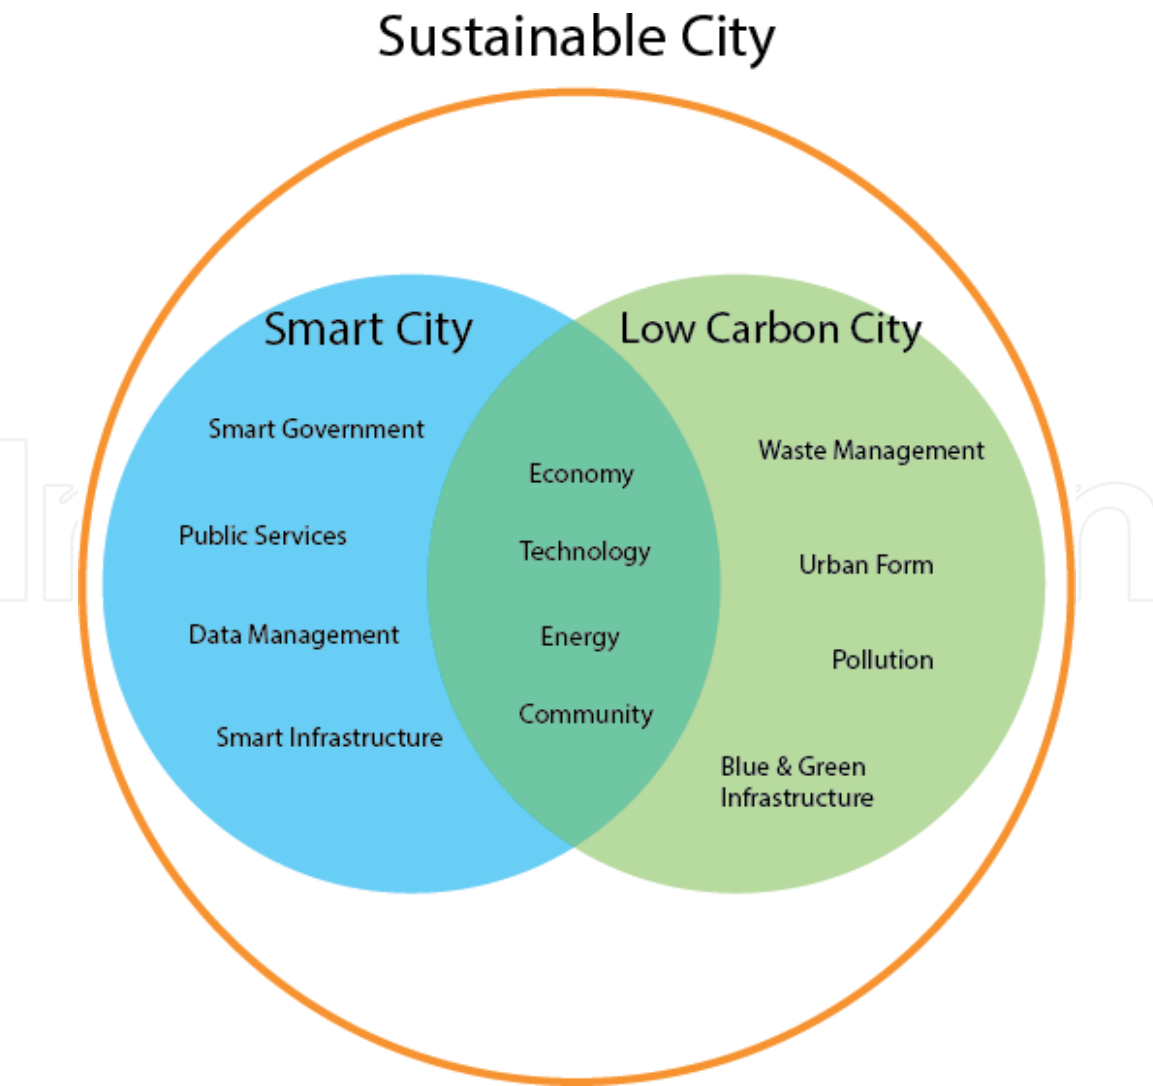 Sustainable City
Smart City
Low Carbon City
Smart Government
Public Services
Data Management
Smart Infrastructure
Economy
Technology
Energy
Community
Waste Management
Urban Form
Pollution
Blue & Green
Infrastructure